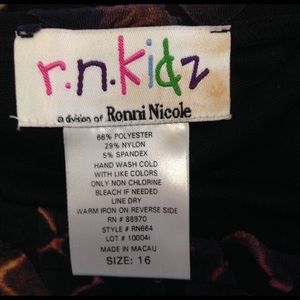 r.n.kidz
a division of Ronni Nicole
66% POLYESTER
29% NYLON
5% SPANDEX
HAND WASH COLD
WITH LIKE COLORS
ONLY NON CHLORINE
BLEACH IF NEEDED
LINE DRY
WARM IRON ON REVERSE SIDE
RN # 88970
STYLE # RN664
LOT # 10004i
MADE IN MACAU
SIZE: 16